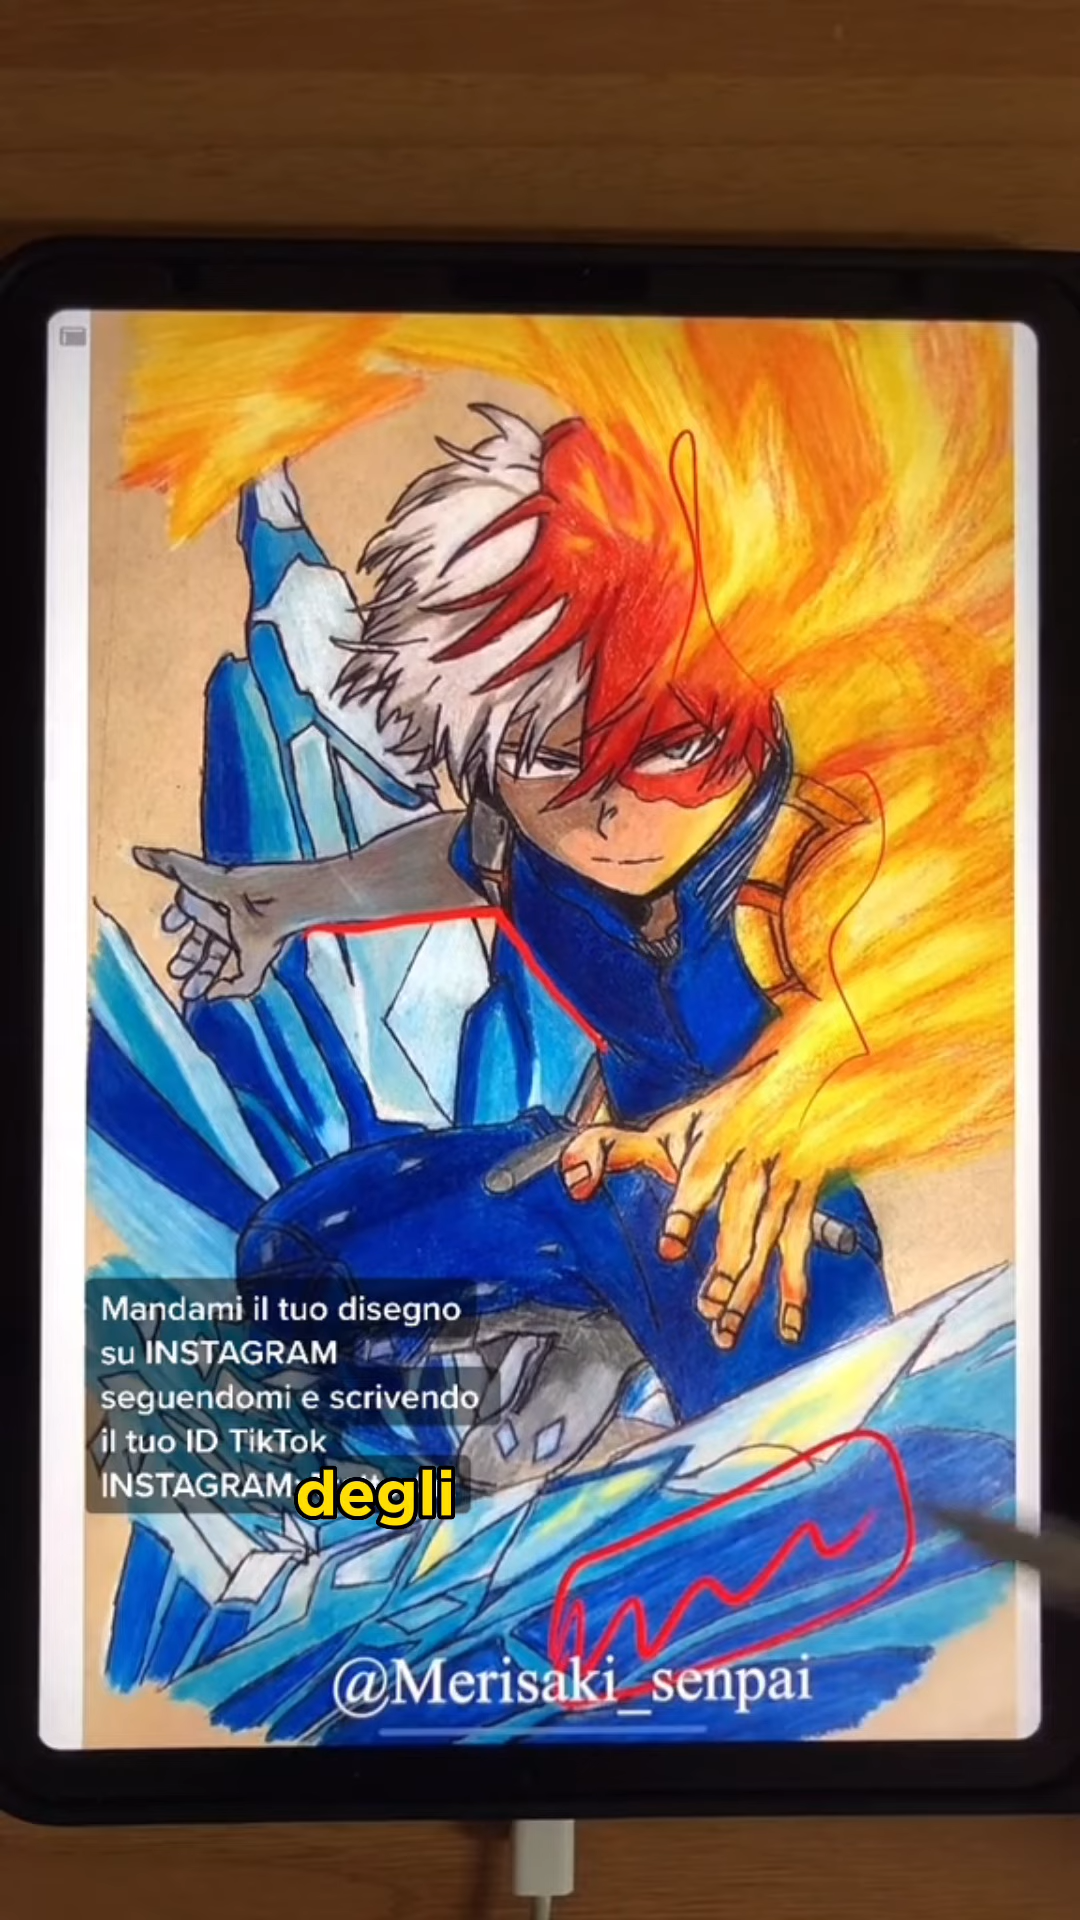 Mandami il tuo disegno
su INSTAGRAM
seguendomi e scrivendo
il tuo ID TikTok
INSTAGRAM:
degli
@Merisaki_senpai